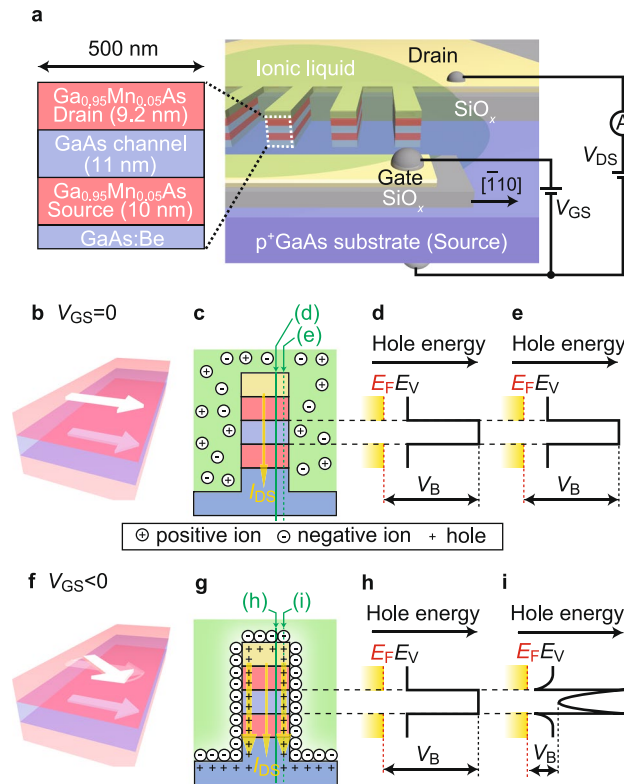 a
500 nm
Ga0.95Mn0.05As
Drain (9.2 nm)
GaAs channel
(11 nm)
Ga0.95Mn0.05As
Source (10 nm)
GaAs:Be
Drain
Ionic liquid
SiOx
Gate
SiOx
[1̅10]
p+GaAs substrate (Source)
A
VDS
VGS
b VGS=0
c
(d)
(e)
IDS
d
Hole energy
EF EV
VB
e
Hole energy
EF EV
VB
⊕ positive ion ⊖ negative ion + hole
f VGS<0
g
(h)
(i)
IDS
h
Hole energy
EF EV
VB
i
Hole energy
EF EV
VB